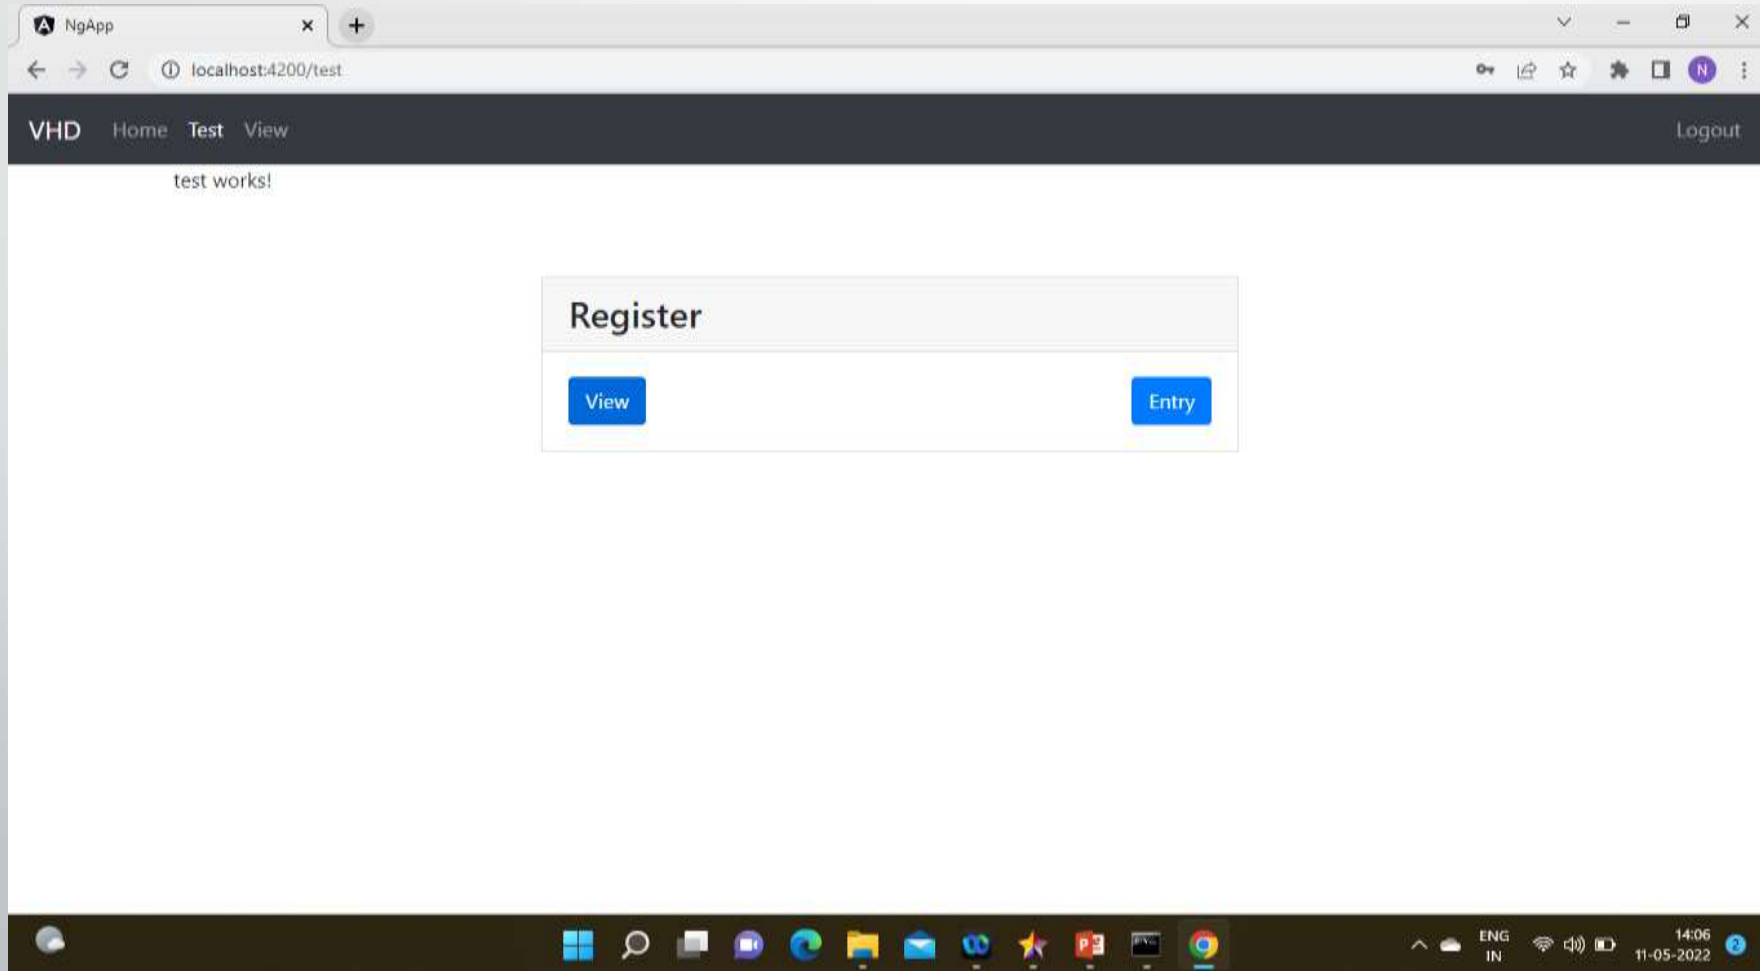 NgApp
localhost:4200/test
VHD Home Test View Logout
test works!
Register
View Entry
ENG 14:06
IN 11-05-2022 2